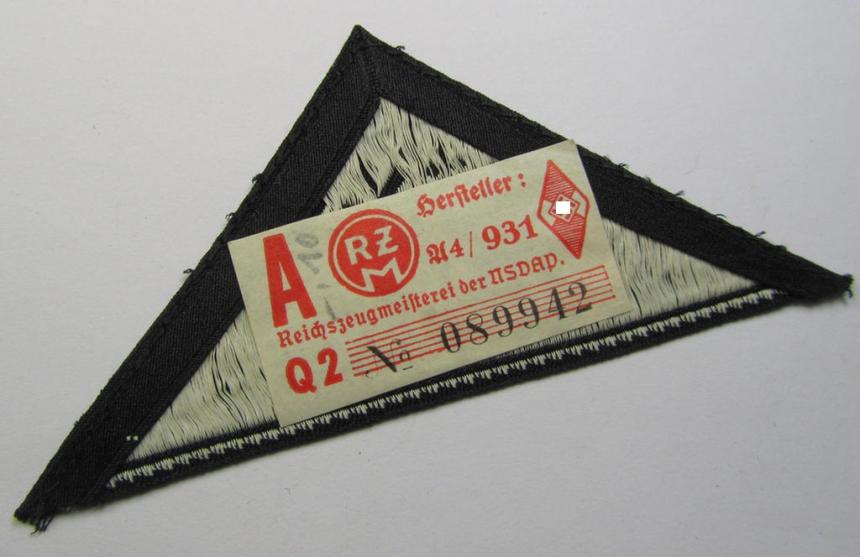 Hersteller :
A RZM A4/931
Reichszeugmeisterei der NSDAP.
Q2 No 089942